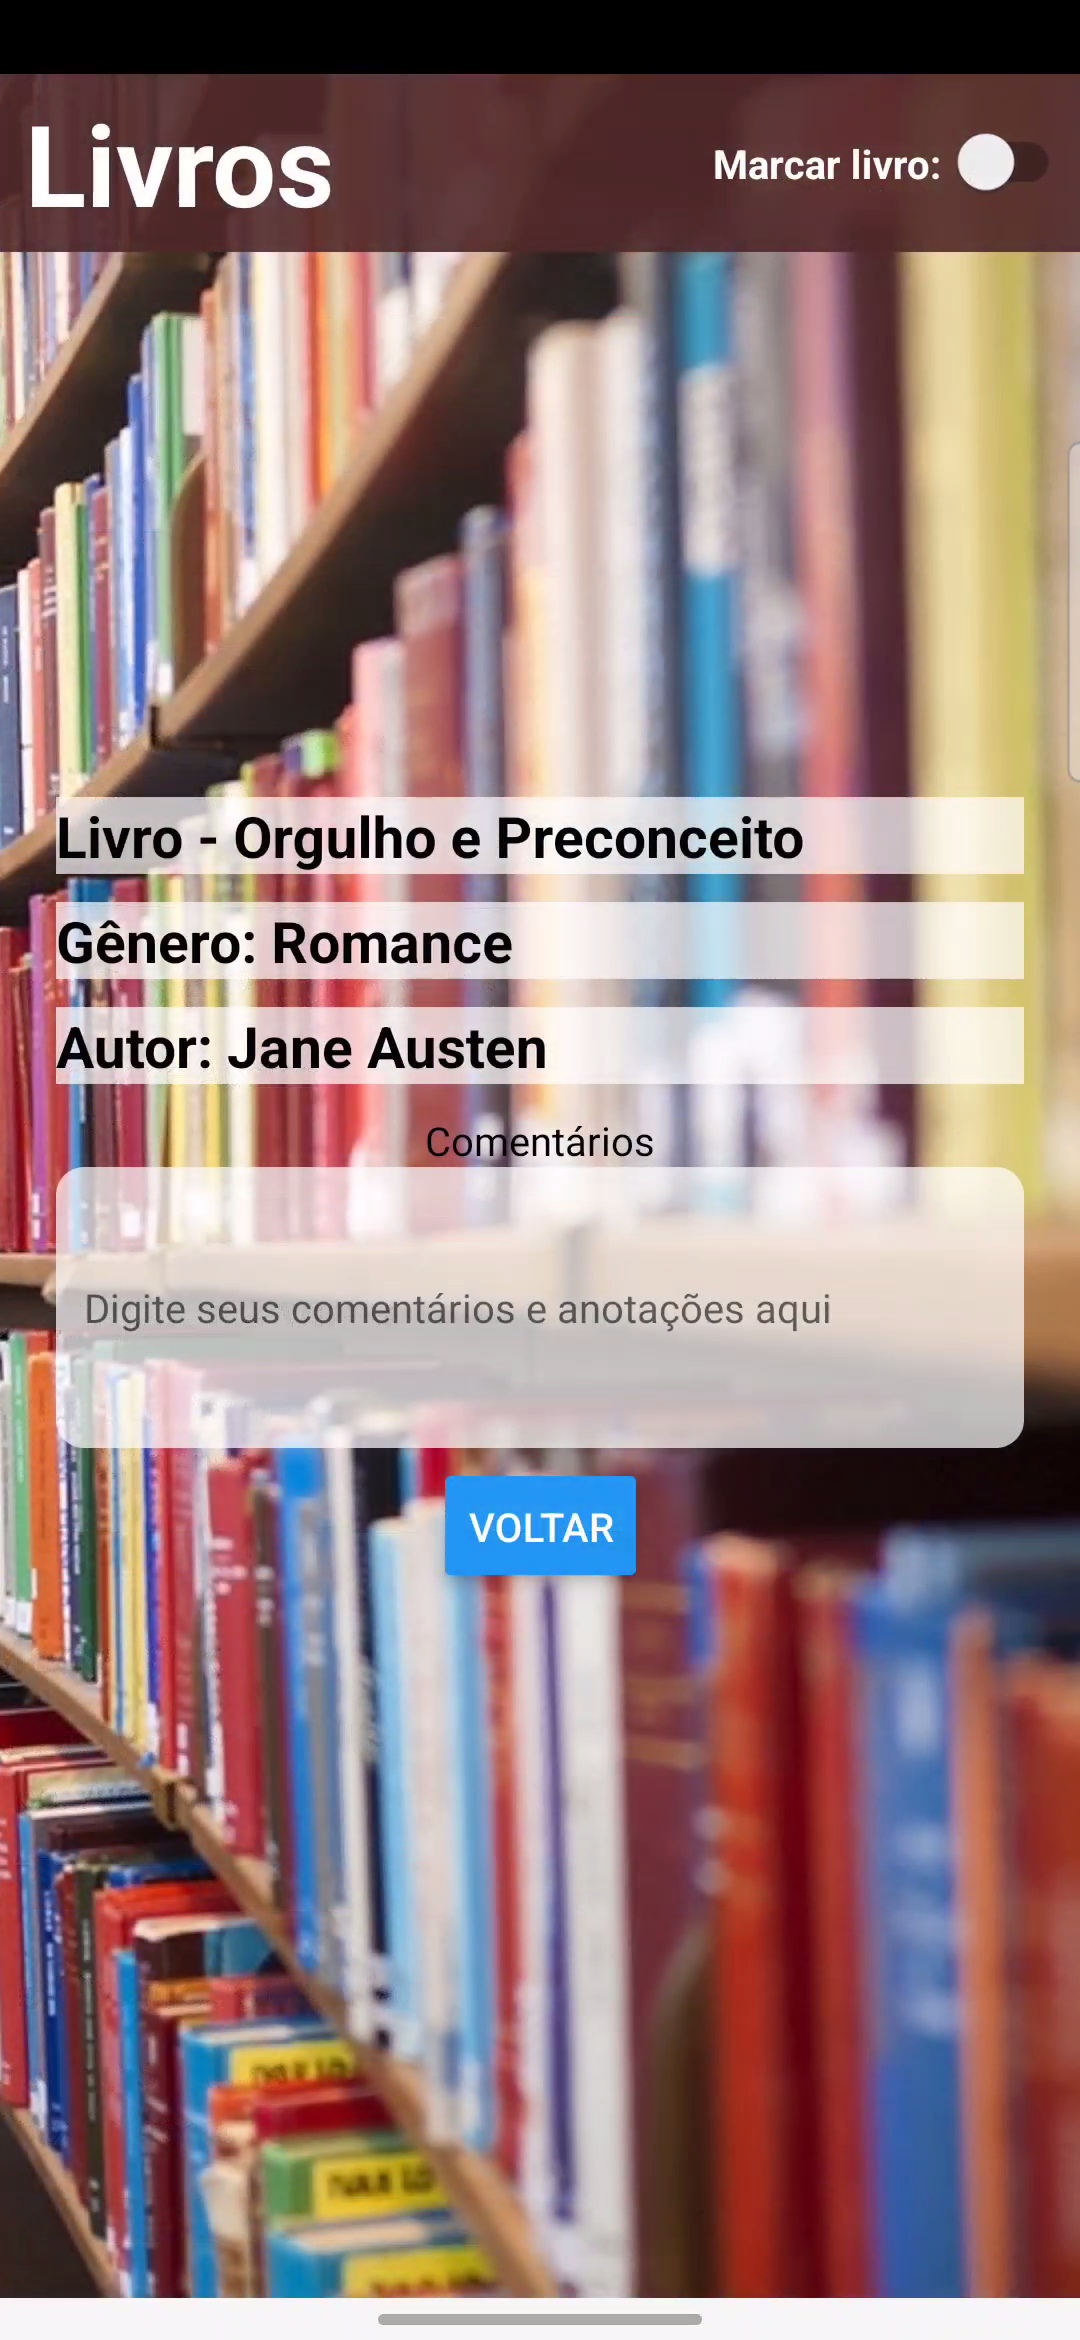 Livros
Marcar livro:
Livro - Orgulho e Preconceito
Gênero: Romance
Autor: Jane Austen
Comentários
Digite seus comentários e anotações aqui
VOLTAR